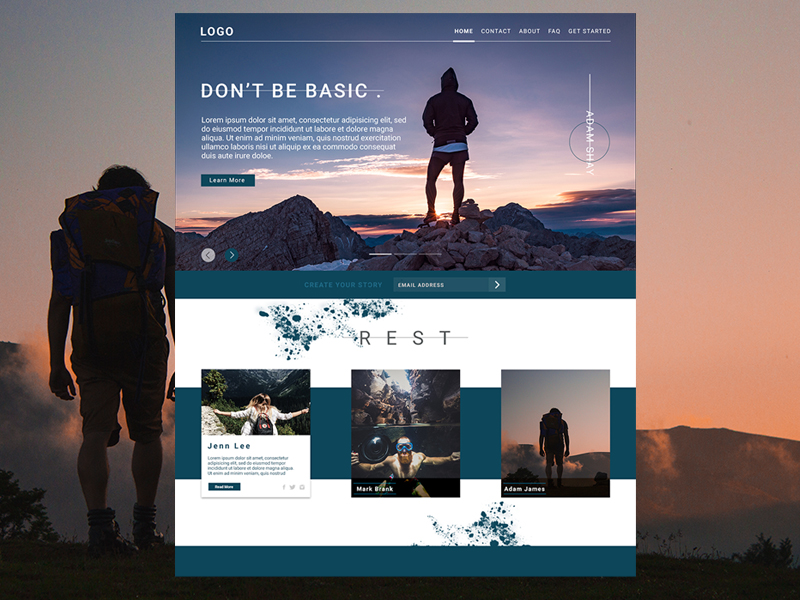 LOGO
HOME CONTACT ABOUT FAQ GET STARTED
DON'T BE BASIC .
Lorem ipsum dolor sit amet, consectetur adipisicing elit, sed
do eiusmod tempor incididunt ut labore et dolore magna
aliqua. Ut enim ad minim veniam, quis nostrud exercitation
ullamco laboris nisi ut aliquip ex ea commodo consequat
duis aute irure doloe.
Learn More
ADAM SHAY
CREATE YOUR STORY
EMAIL ADDRESS
REST
Jenn Lee
Lorem ipsum dolor sit amet,
consectetur adipisicing elit, sed do
eiusmod tempor incididunt ut
labore et dolore magna aliqua. Ut
enim ad minim veniam, quis nostrud
Read More
Mark Brank
Adam James